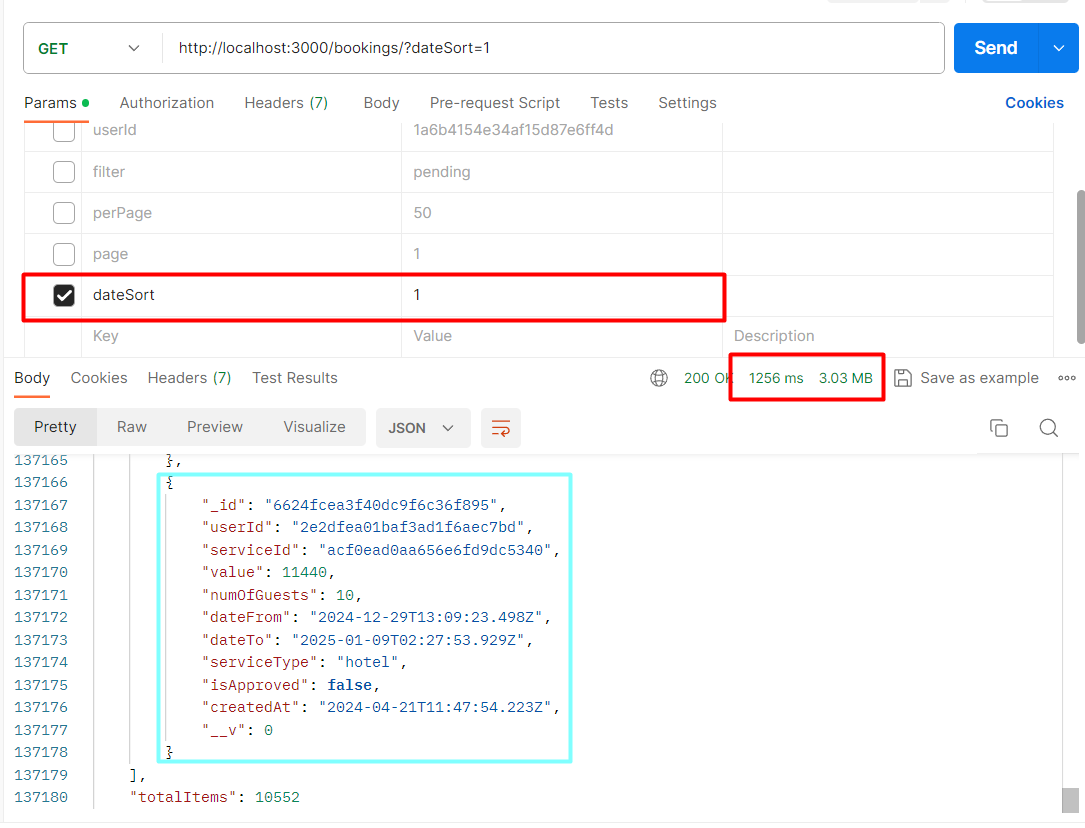 GET http://localhost:3000/bookings/?dateSort=1 Send
Params Authorization Headers (7) Body Pre-request Script Tests Settings Cookies
userId 1a6b4154e34af15d87e6ff4d
filter pending
perPage 50
page 1
dateSort 1
Key Value Description
Body Cookies Headers (7) Test Results 200 OK 1256 ms 3.03 MB Save as example
Pretty Raw Preview Visualize JSON
137165 },
137166 {
137167 "_id": "6624fcea3f40dc9f6c36f895",
137168 "userId": "2e2dfea01baf3ad1f6aec7bd",
137169 "serviceId": "acf0ead0aa656e6fd9dc5340",
137170 "value": 11440,
137171 "numOfGuests": 10,
137172 "dateFrom": "2024-12-29T13:09:23.498Z",
137173 "dateTo": "2025-01-09T02:27:53.929Z",
137174 "serviceType": "hotel",
137175 "isApproved": false,
137176 "createdAt": "2024-04-21T11:47:54.223Z",
137177 "__v": 0
137178 }
137179 ],
137180 "totalItems": 10552